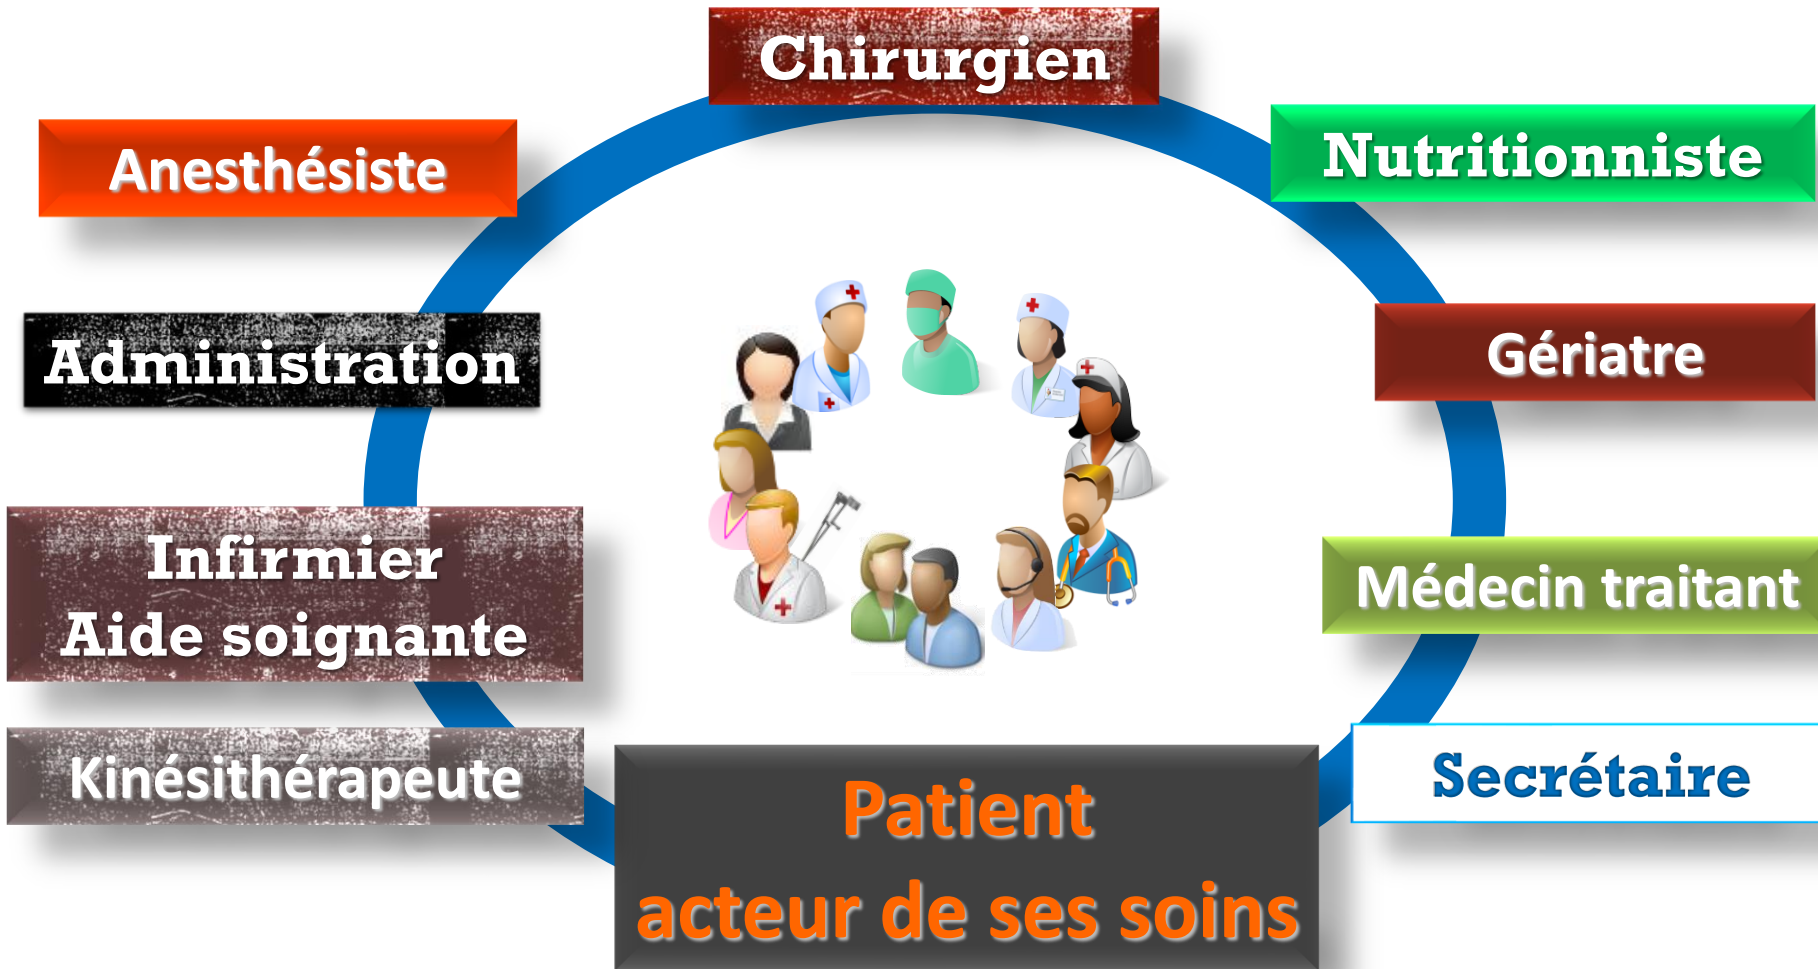 Chirurgien
Anesthésiste
Nutritionniste
Administration
Gériatre
Infirmier
Aide soignante
Médecin traitant
Kinésithérapeute
Secrétaire
Patient
acteur de ses soins